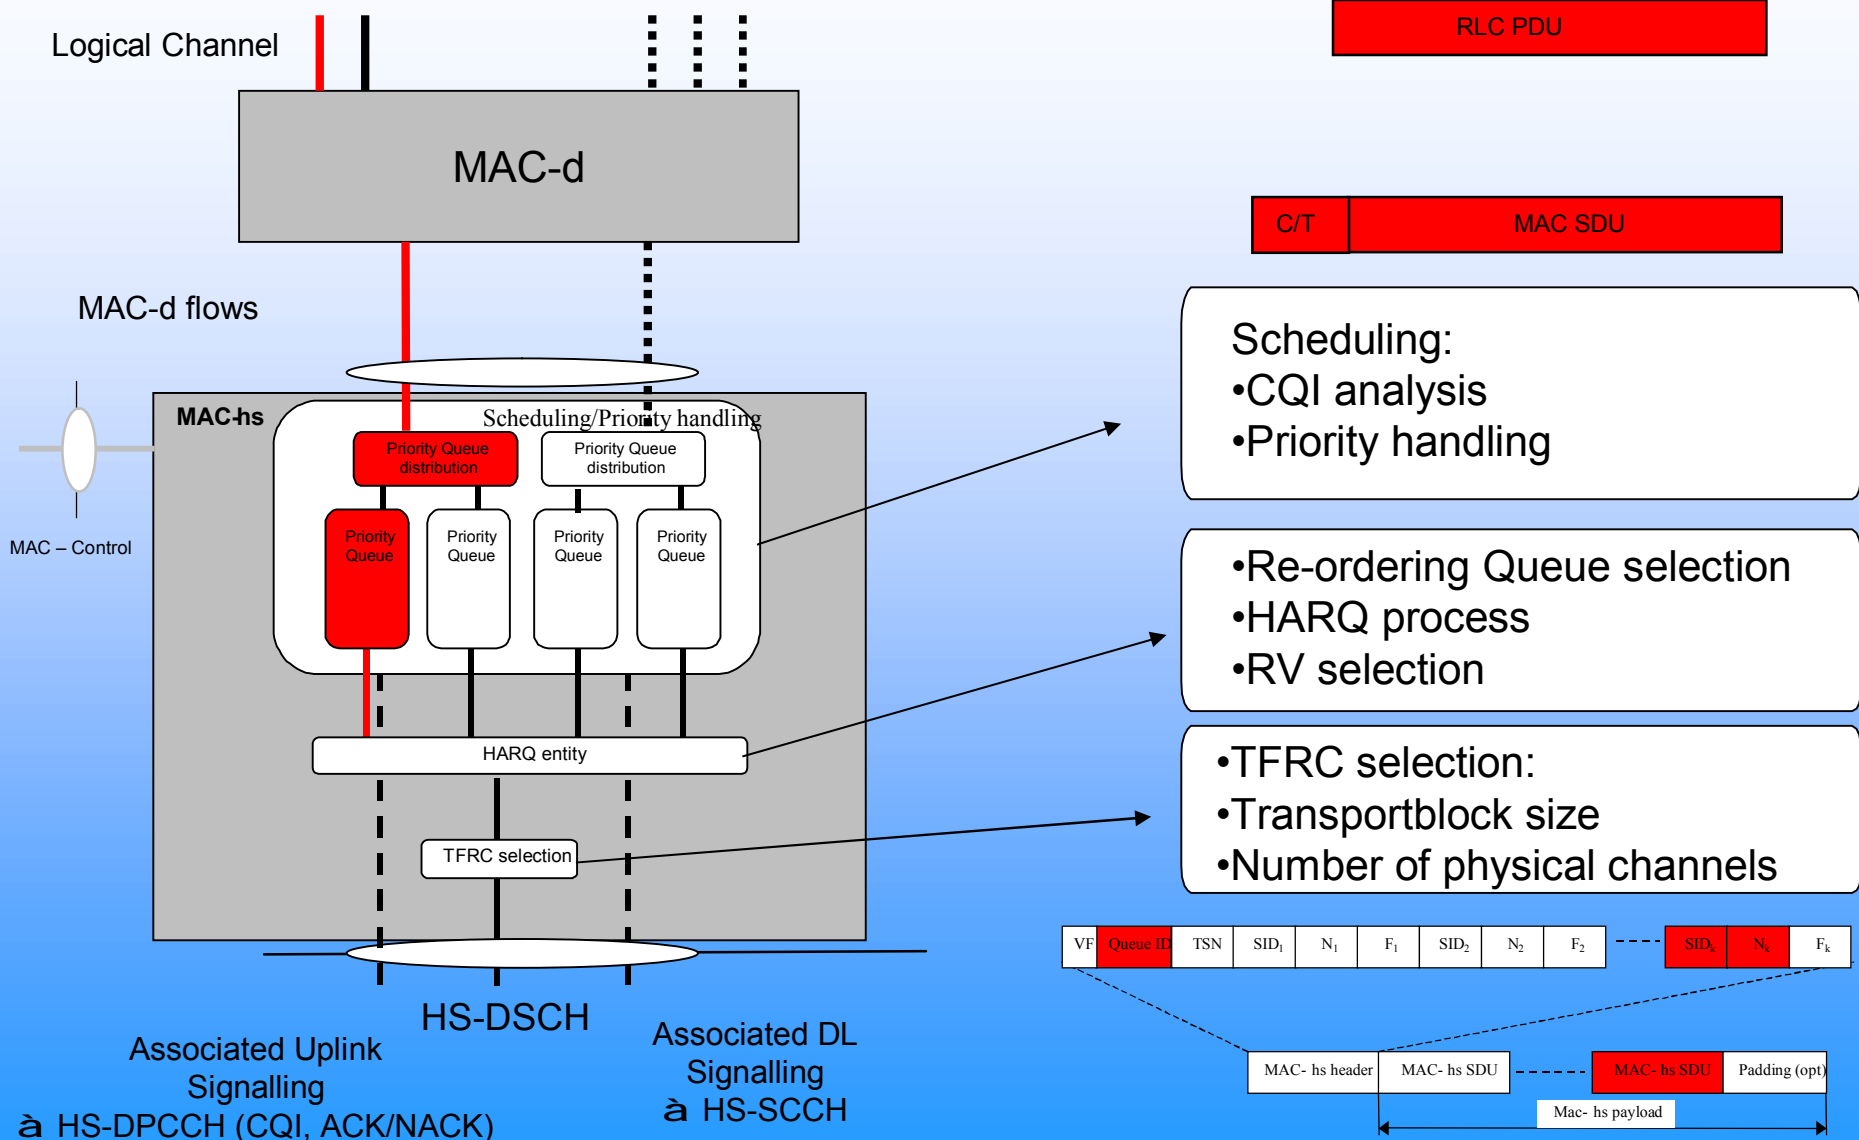 Logical Channel
RLC PDU
MAC-d
C/T
MAC SDU
MAC-d flows
MAC-hs
Scheduling/Priority handling
Priority Queue
distribution
Priority Queue
distribution
Priority
Queue
Priority
Queue
Priority
Queue
Priority
Queue
MAC – Control
HARQ entity
TFRC selection
Scheduling:
•CQI analysis
•Priority handling
•Re-ordering Queue selection
•HARQ process
•RV selection
•TFRC selection:
•Transportblock size
•Number of physical channels
VF Queue ID TSN SID1 N1 F1 SID2 N2 F2 SIDk Nk Fk
MAC- hs header MAC- hs SDU MAC- hs SDU Padding (opt)
Mac- hs payload
HS-DSCH
Associated Uplink
Signalling
à HS-DPCCH (CQI, ACK/NACK)
Associated DL
Signalling
à HS-SCCH